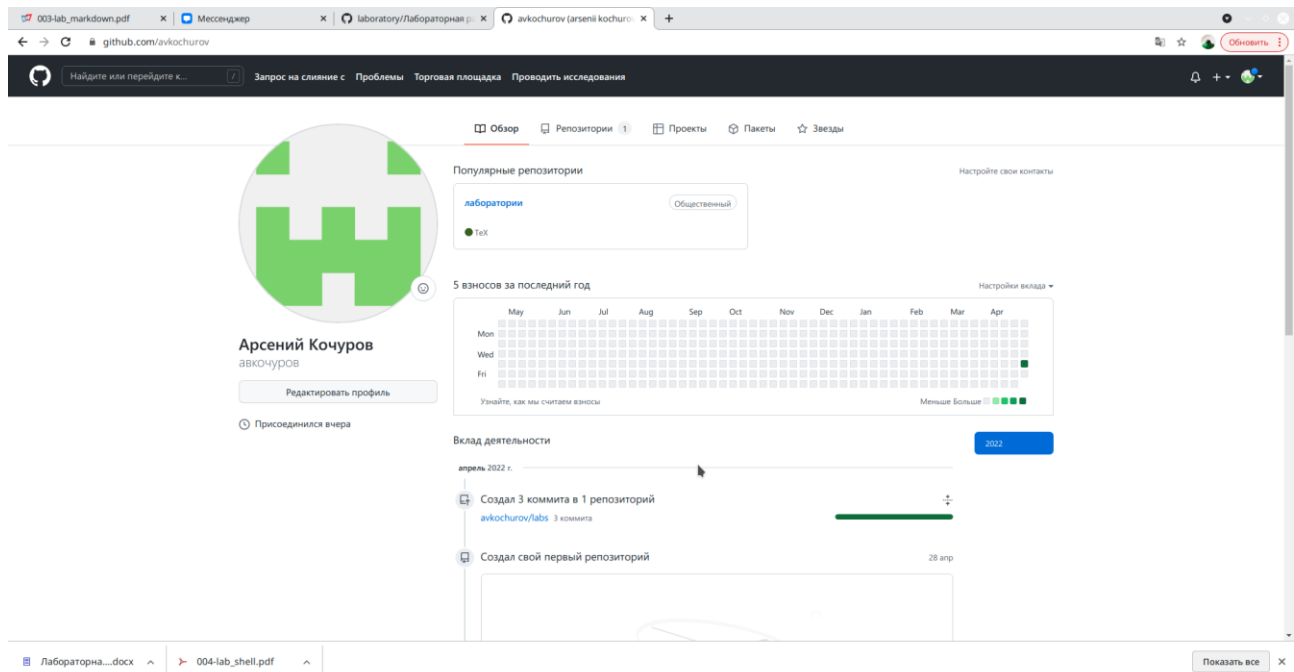 003-lab_markdown.pdf
Мессенджер
laboratory/Лабораторная р
avkochurov (arsenii kochuro
github.com/avkochurov
Обновить
Найдите или перейдите к...
/
Запрос на слияние с Проблемы Торговая площадка Проводить исследования
Обзор
Репозитории 1
Проекты
Пакеты
Звезды
Популярные репозитории
Настройте свои контакты
лаборатории
Общественный
TeX
5 взносов за последний год
Настройки вклада
May Jun Jul Aug Sep Oct Nov Dec Jan Feb Mar Apr
Mon
Wed
Fri
Узнайте, как мы считаем взносы
Меньше Больше
Арсений Кочуров
авкочуров
Редактировать профиль
Присоединился вчера
Вклад деятельности
2022
апрель 2022 г.
Создал 3 коммита в 1 репозиторий
avkochurov/labs 3 коммита
Создал свой первый репозиторий
28 апр
Лабораторна....docx
004-lab_shell.pdf
Показать все